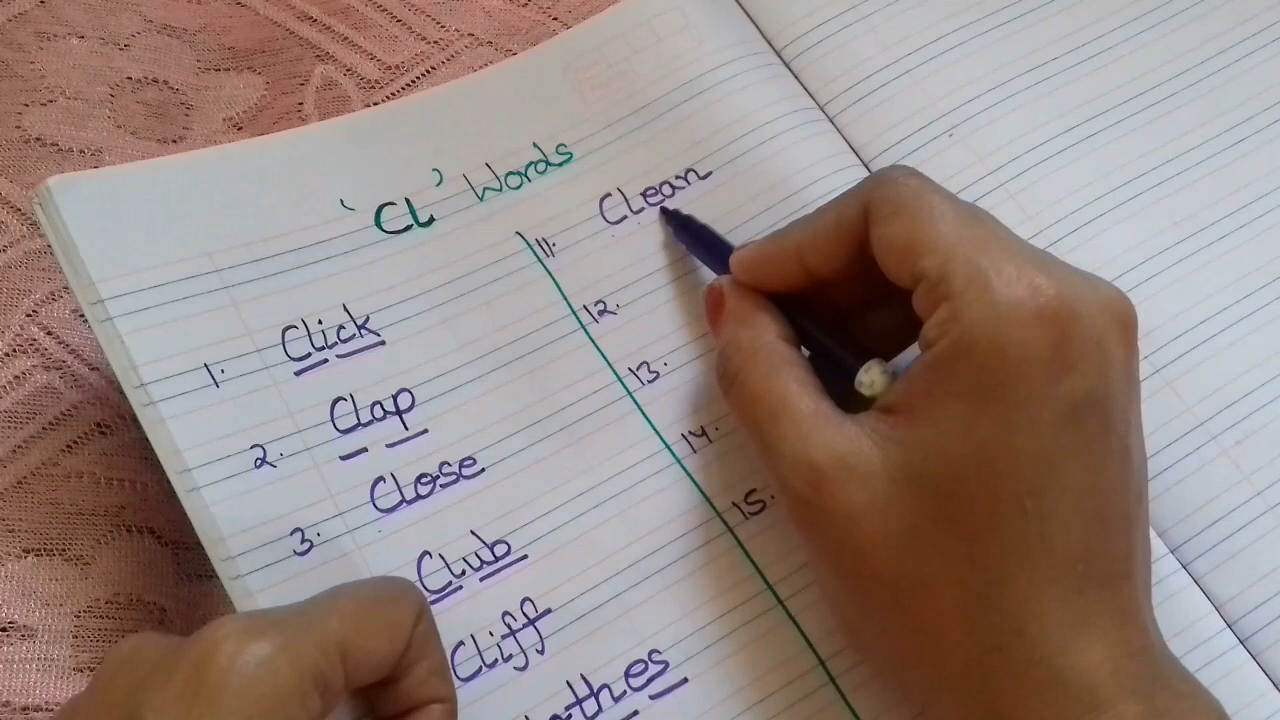 'CL' Words
1. Click
2. Clap
3. Close
Club
Cliff
11. Clean
12.
13.
14.
15.